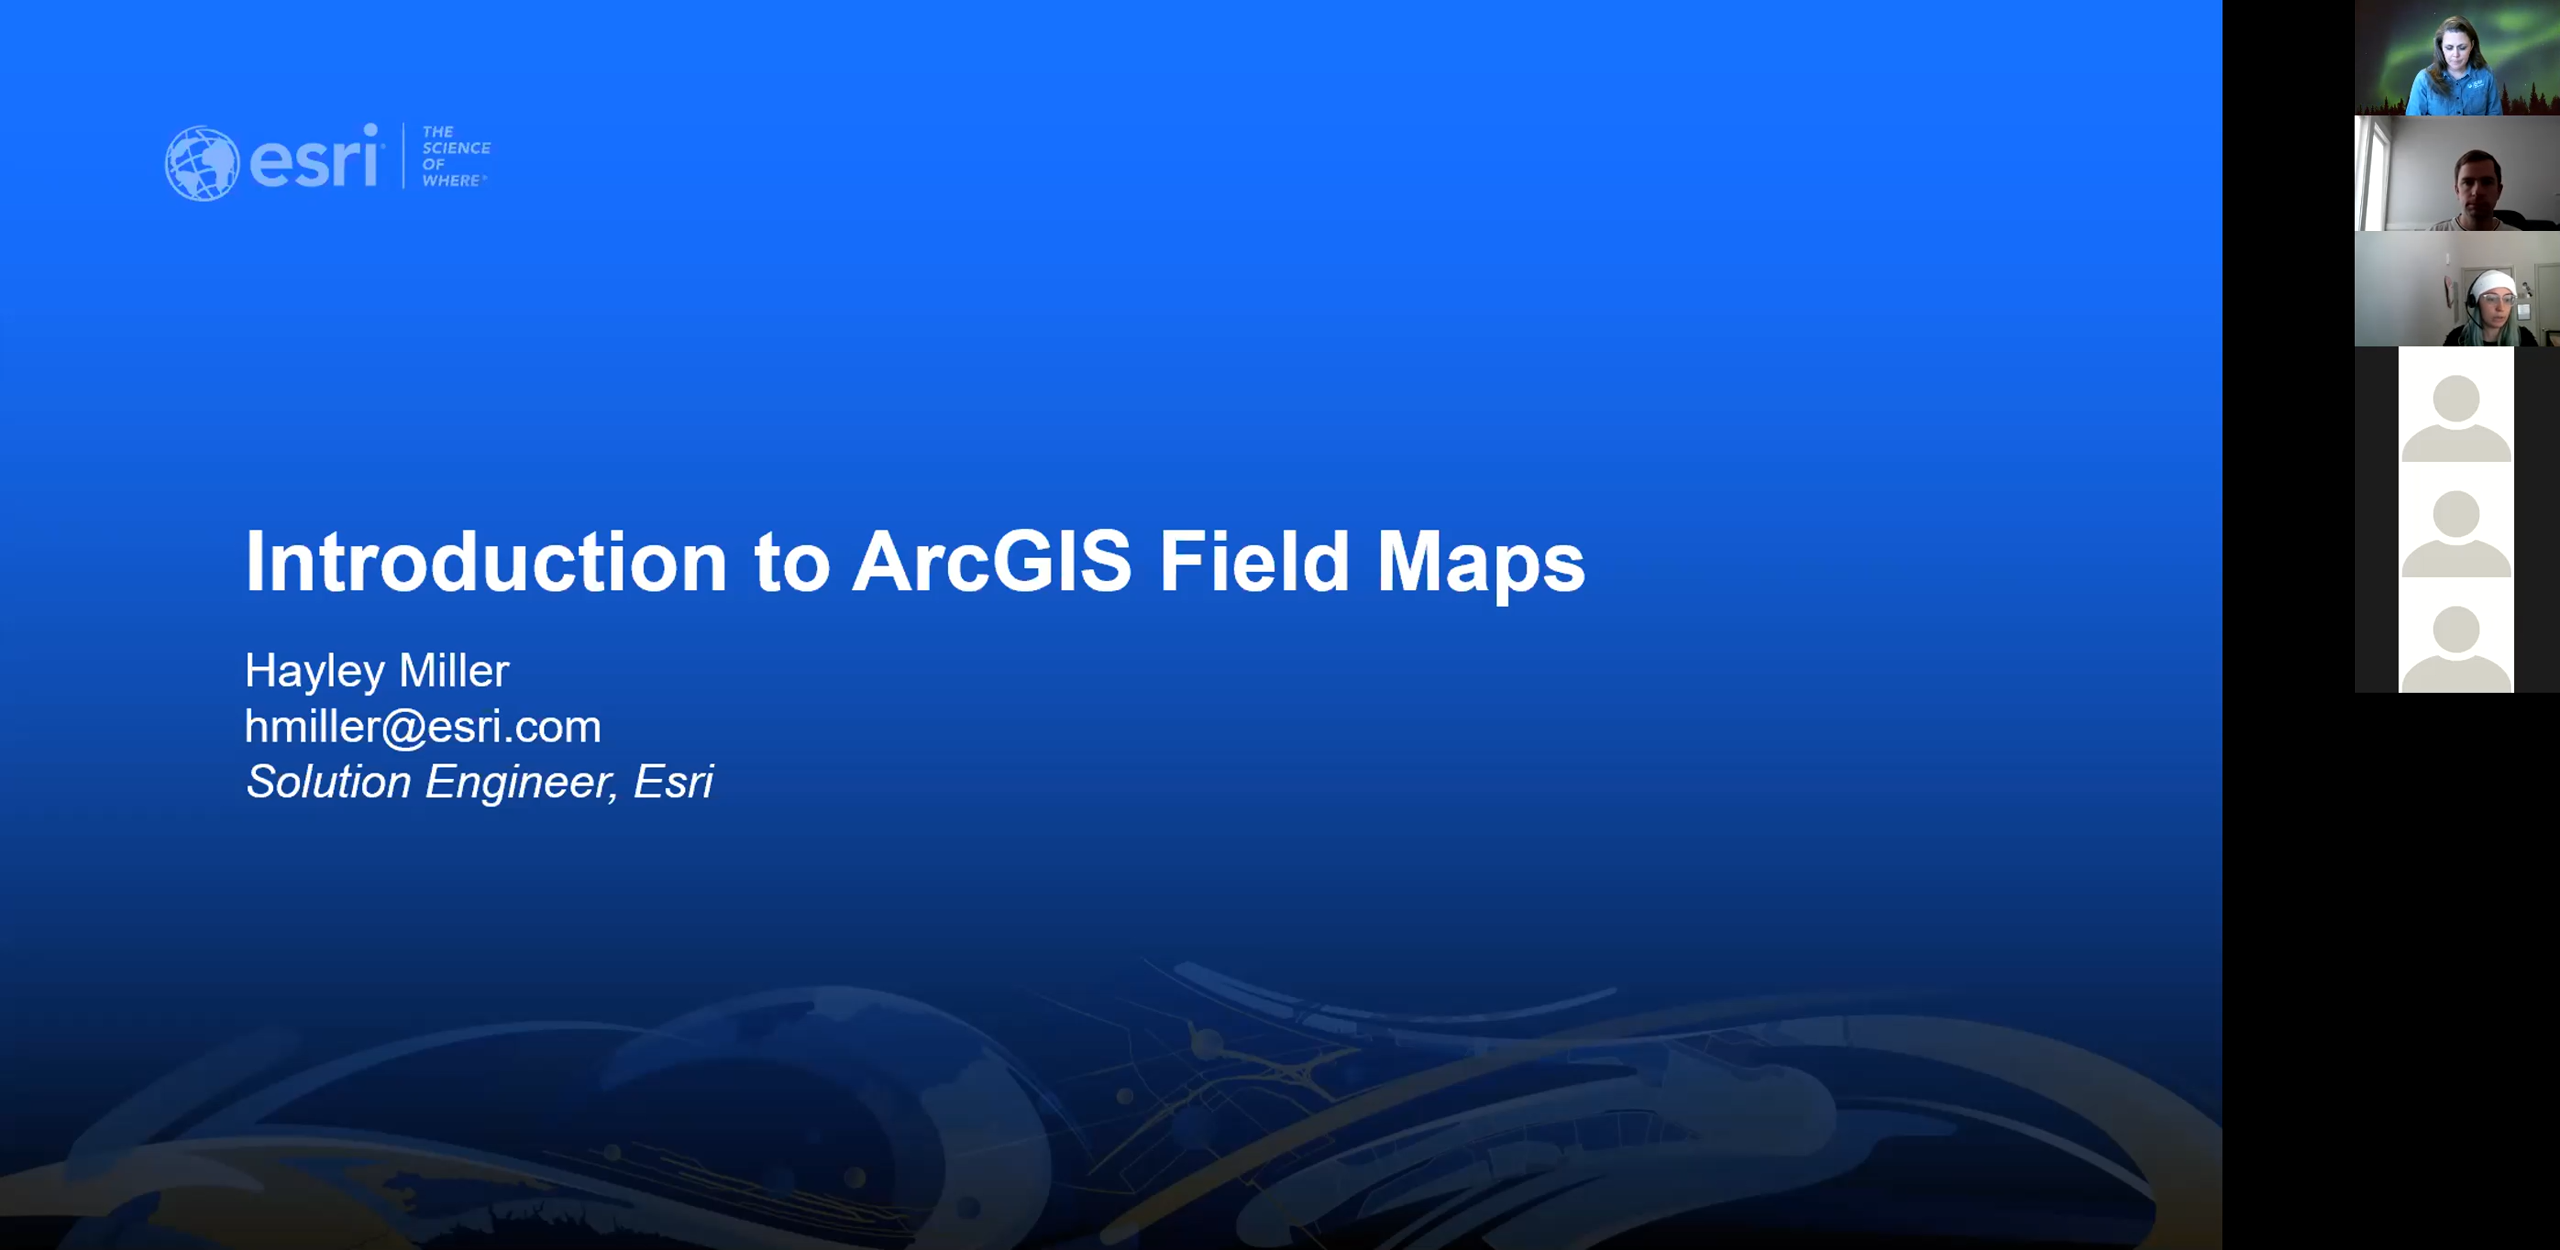 esri
THE
SCIENCE
OF
WHERE
Introduction to ArcGIS Field Maps
Hayley Miller
hmiller@esri.com
Solution Engineer, Esri